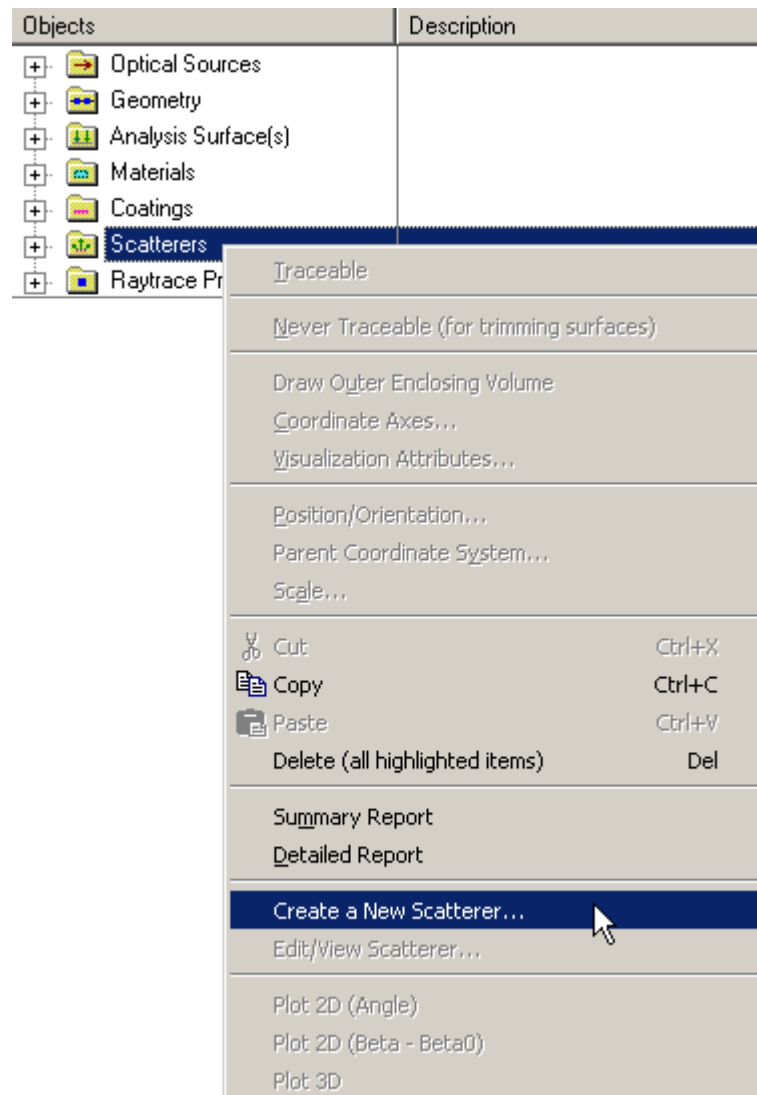 Objects Description
Optical Sources
Geometry
Analysis Surface(s)
Materials
Coatings
Scatterers
Raytrace Pr
Traceable
Never Traceable (for trimming surfaces)
Draw Outer Enclosing Volume
Coordinate Axes...
Visualization Attributes...
Position/Orientation...
Parent Coordinate System...
Scale...
Cut Ctrl+X
Copy Ctrl+C
Paste Ctrl+V
Delete (all highlighted items) Del
Summary Report
Detailed Report
Create a New Scatterer...
Edit/View Scatterer...
Plot 2D (Angle)
Plot 2D (Beta - Beta0)
Plot 3D